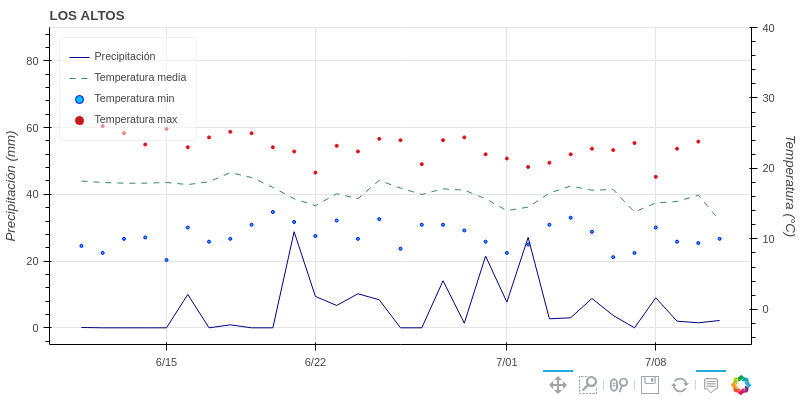 LOS ALTOS
Precipitación
Temperatura media
Temperatura min
Temperatura max
Precipitación (mm)
80
60
40
20
0
Temperatura (°C)
40
30
20
10
0
6/15
6/22
7/01
7/08